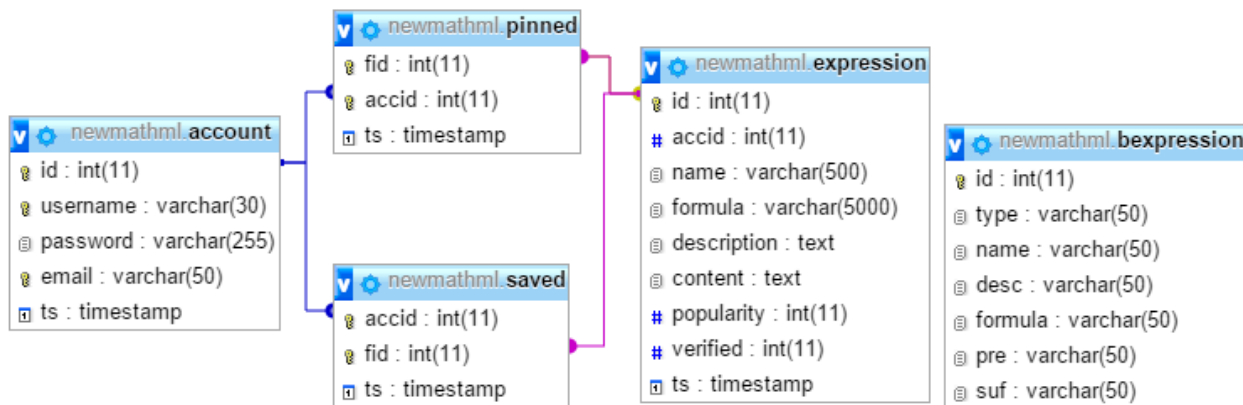 newmathml.account
id : int(11)
username : varchar(30)
password : varchar(255)
email : varchar(50)
ts : timestamp
newmathml.pinned
fid : int(11)
accid : int(11)
ts : timestamp
newmathml.saved
accid : int(11)
fid : int(11)
ts : timestamp
newmathml.expression
id : int(11)
accid : int(11)
name : varchar(500)
formula : varchar(5000)
description : text
content : text
popularity : int(11)
verified : int(11)
ts : timestamp
newmathml.bexpression
id : int(11)
type : varchar(50)
name : varchar(50)
desc : varchar(50)
formula : varchar(50)
pre : varchar(50)
suf : varchar(50)